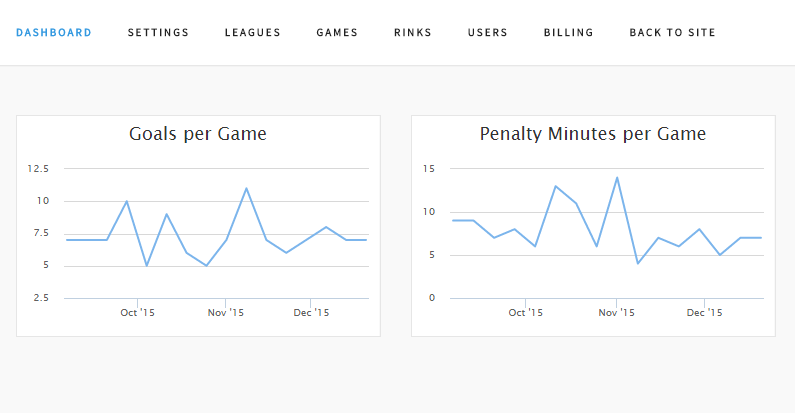 DASHBOARD SETTINGS LEAGUES GAMES RINKS USERS BILLING BACK TO SITE
Goals per Game
12.5
10
7.5
5
2.5
Oct '15 Nov '15 Dec '15
Penalty Minutes per Game
15
10
5
0
Oct '15 Nov '15 Dec '15